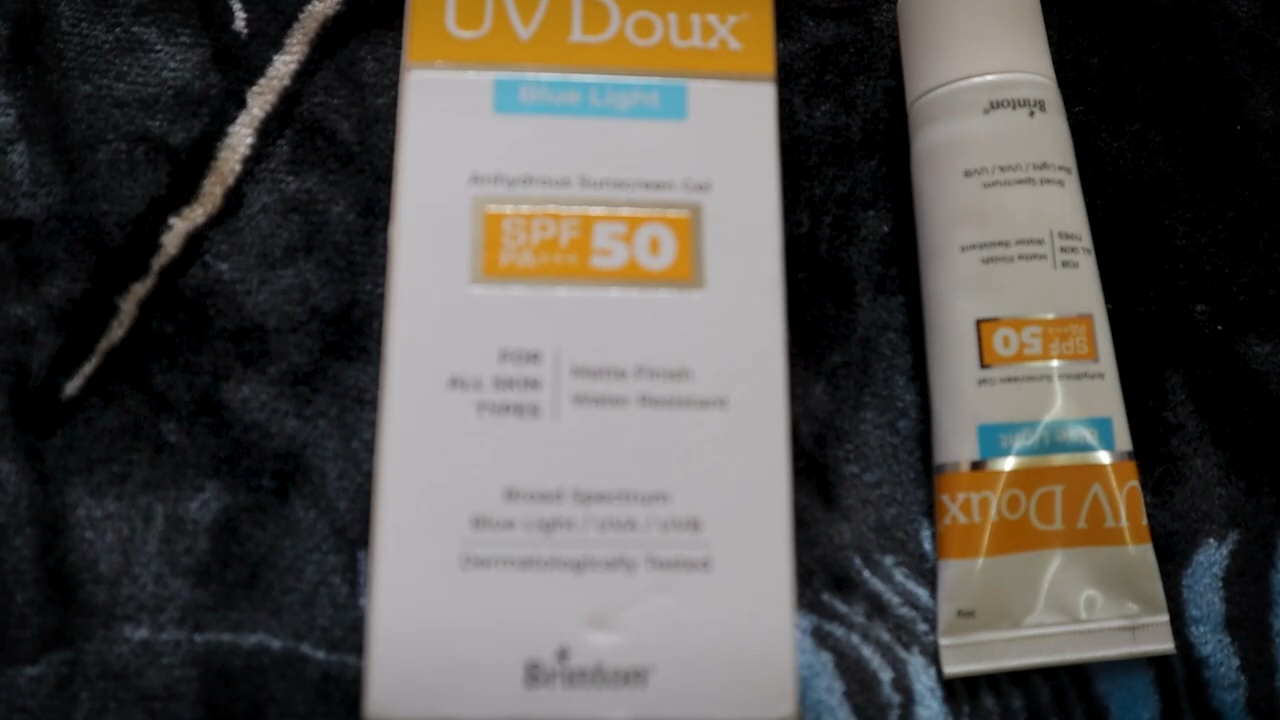 UV Doux
Blue Light
Anhydrous Sunscreen Gel
SPF 50
PA+++
FOR
ALL SKIN
TYPES
Matte Finish
Water Resistant
Broad Spectrum
Blue Light / UVA / UVB
Dermatologically Tested
Brinton
UV Doux
Blue Light
Anhydrous Sunscreen Gel
SPF 50
PA+++
FOR
ALL SKIN
TYPES
Matte Finish
Water Resistant
Broad Spectrum
Blue Light / UVA / UVB
Brinton